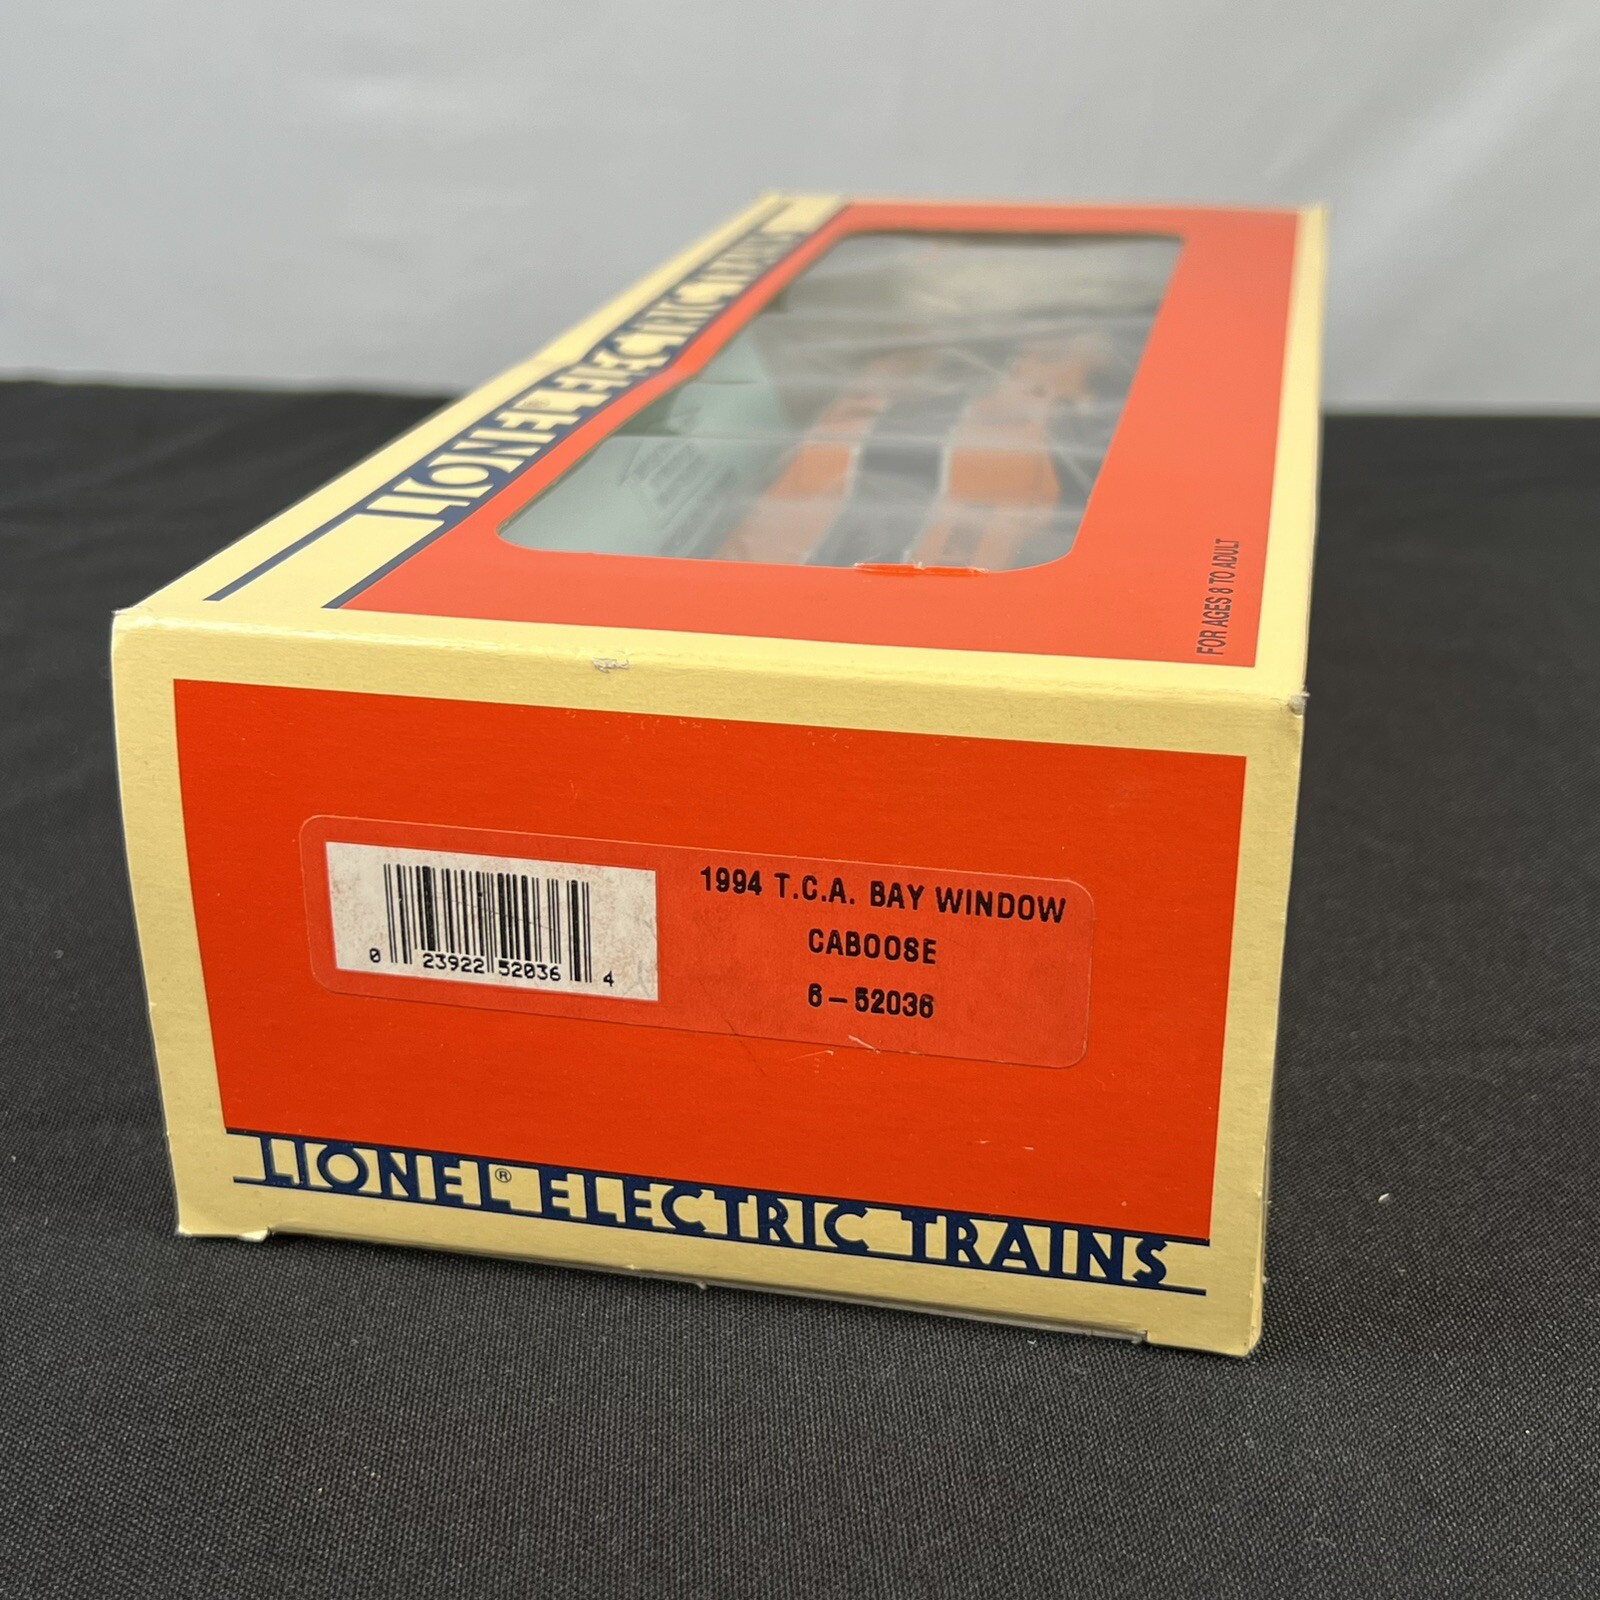 LIONEL® ELECTRIC TRAINS
FOR AGES 8 TO ADULT
1994 T.C.A. BAY WINDOW
CABOOSE
6-52036
0 23922 52036 4
LIONEL® ELECTRIC TRAINS